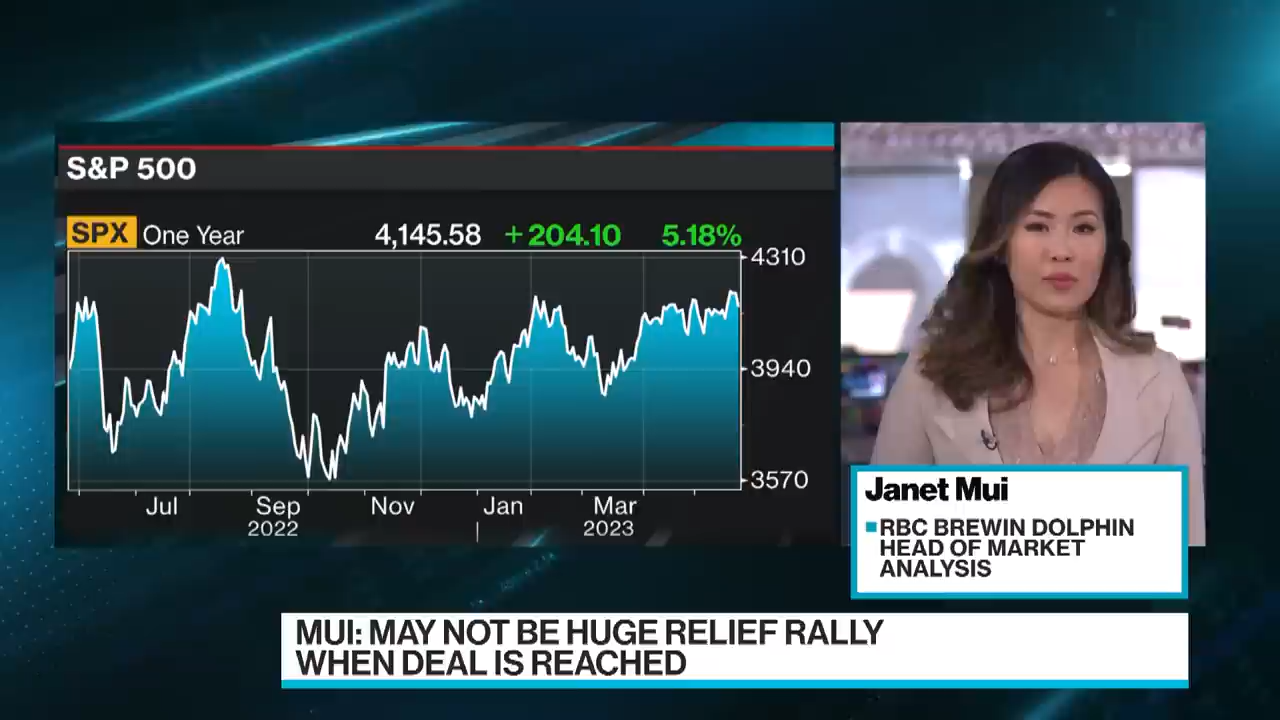 S&P 500
SPX One Year 4,145.58 + 204.10 5.18%
4310
3940
3570
Jul Sep Nov Jan Mar
2022 2023
Janet Mui
RBC BREWIN DOLPHIN
HEAD OF MARKET
ANALYSIS
MUI: MAY NOT BE HUGE RELIEF RALLY
WHEN DEAL IS REACHED